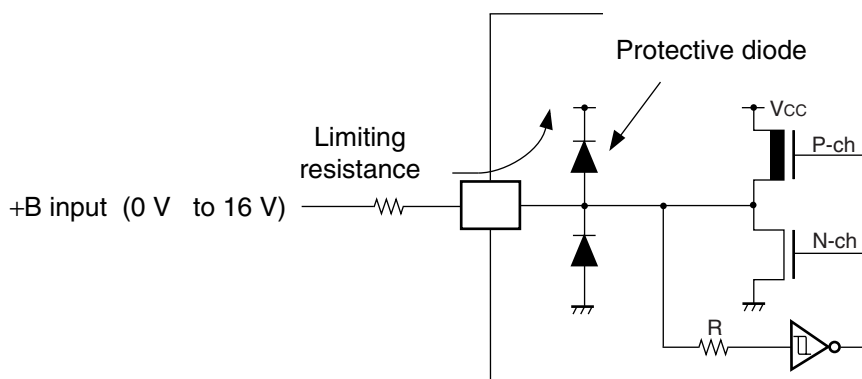 Protective diode
VCC
Limiting
resistance
P-ch
+B input (0 V to 16 V)
N-ch
R